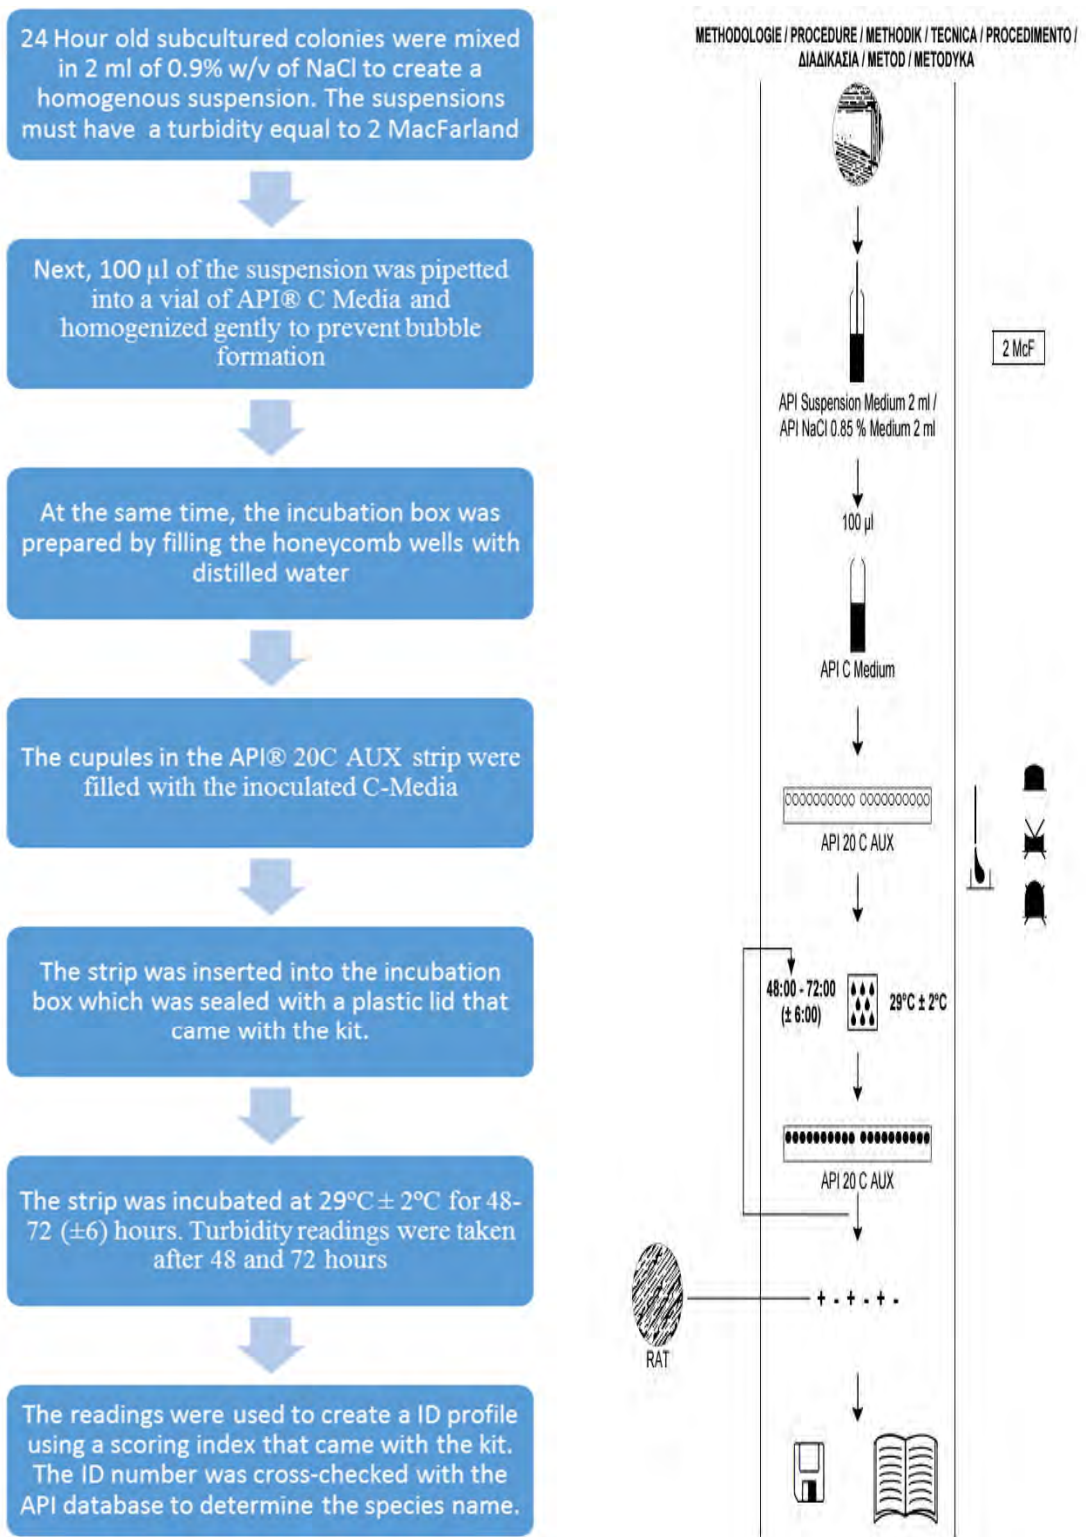 24 Hour old subcultured colonies were mixed
in 2 ml of 0.9% w/v of NaCl to create a
homogenous suspension. The suspensions
must have a turbidity equal to 2 MacFarland
Next, 100 µl of the suspension was pipetted
into a vial of API® C Media and
homogenized gently to prevent bubble
formation
At the same time, the incubation box was
prepared by filling the honeycomb wells with
distilled water
The cupules in the API® 20C AUX strip were
filled with the inoculated C-Media
The strip was inserted into the incubation
box which was sealed with a plastic lid that
came with the kit.
The strip was incubated at 29°C ± 2°C for 48-
72 (±6) hours. Turbidity readings were taken
after 48 and 72 hours
The readings were used to create a ID profile
using a scoring index that came with the kit.
The ID number was cross-checked with the
API database to determine the species name.
METHODOLOGIE / PROCEDURE / METHODIK / TECNICA / PROCEDIMENTO /
ΔΙΑΔΙΚΑΣΙΑ / METOD / METODYKA
2 McF
API Suspension Medium 2 ml /
API NaCl 0.85 % Medium 2 ml
100 µl
API C Medium
API 20 C AUX
48:00 - 72:00
(± 6:00)
29°C ± 2°C
API 20 C AUX
+ - + - + -
RAT